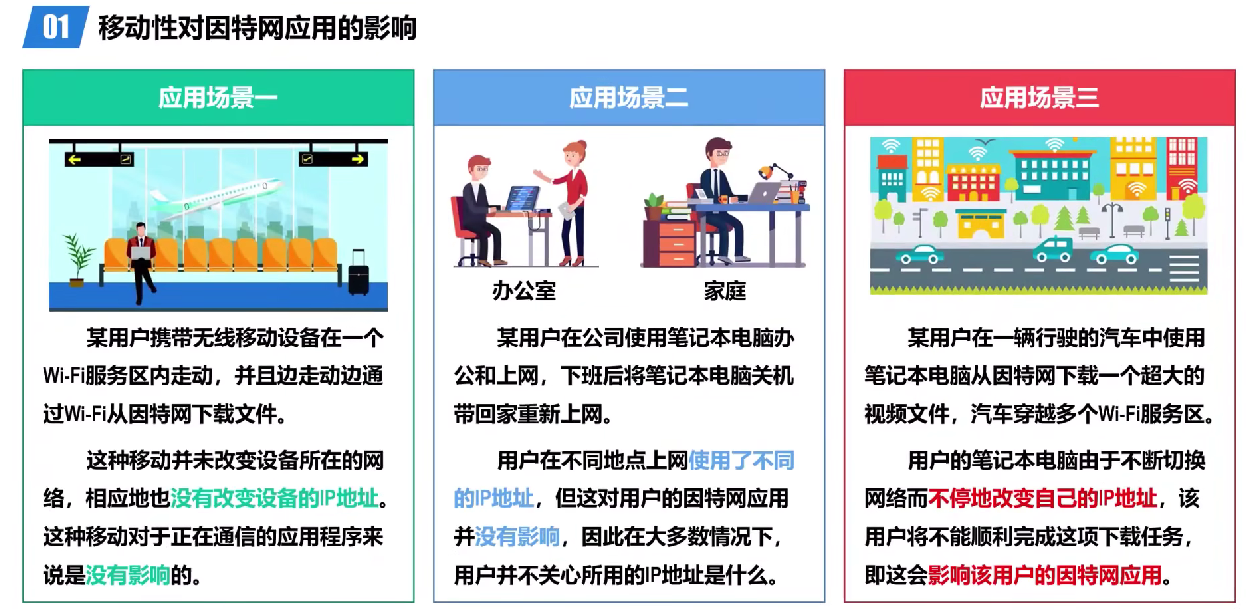 01 移动性对因特网应用的影响
应用场景一
某用户携带无线移动设备在一个
Wi-Fi服务区内走动，并且边走动边通
过Wi-Fi从因特网下载文件。
这种移动并未改变设备所在的网
络，相应地也没有改变设备的IP地址。
这种移动对于正在通信的应用程序来
说是没有影响的。
应用场景二
办公室
家庭
某用户在公司使用笔记本电脑办
公和上网，下班后将笔记本电脑关机
带回家重新上网。
用户在不同地点上网使用了不同
的IP地址，但这对用户的因特网应用
并没有影响，因此在大多数情况下，
用户并不关心所用的IP地址是什么。
应用场景三
某用户在一辆行驶的汽车中使用
笔记本电脑从因特网下载一个超大的
视频文件，汽车穿越多个Wi-Fi服务区。
用户的笔记本电脑由于不断切换
网络而不停地改变自己的IP地址，该
用户将不能顺利完成这项下载任务，
即这会影响该用户的因特网应用。